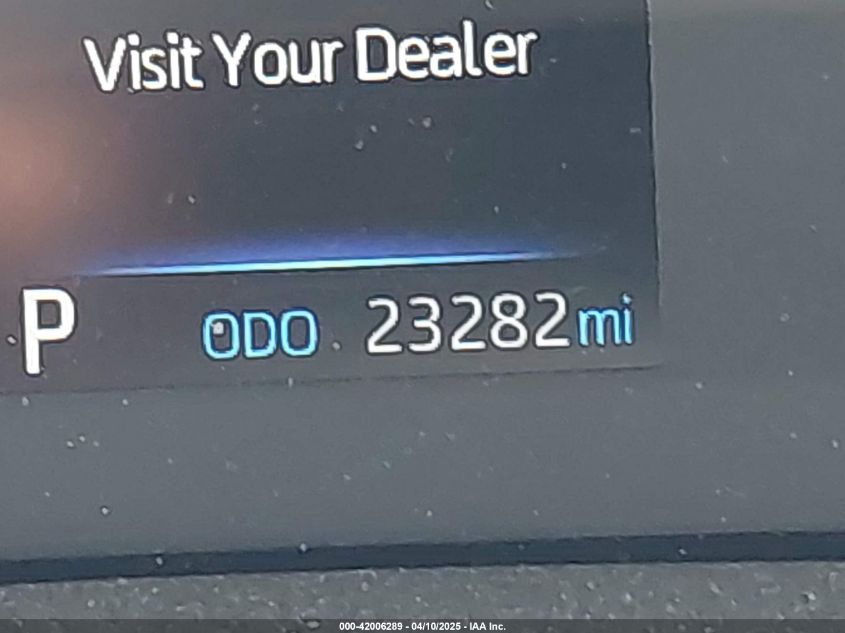 Visit Your Dealer
P ODO 23282mi
000-42006289 - 04/10/2025 - IAA Inc.